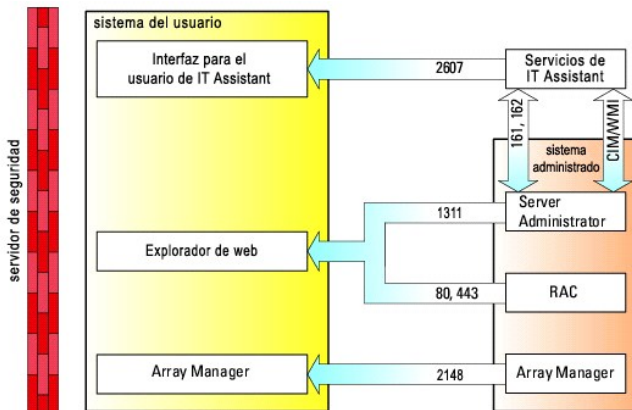 sistema del usuario
servidor de seguridad
Interfaz para el
usuario de IT Assistant
2607
Servicios de
IT Assistant
161, 162
CIM/WMI
sistema
administrado
Explorador de web
1311
Server
Administrator
80, 443
RAC
Array Manager
2148
Array Manager